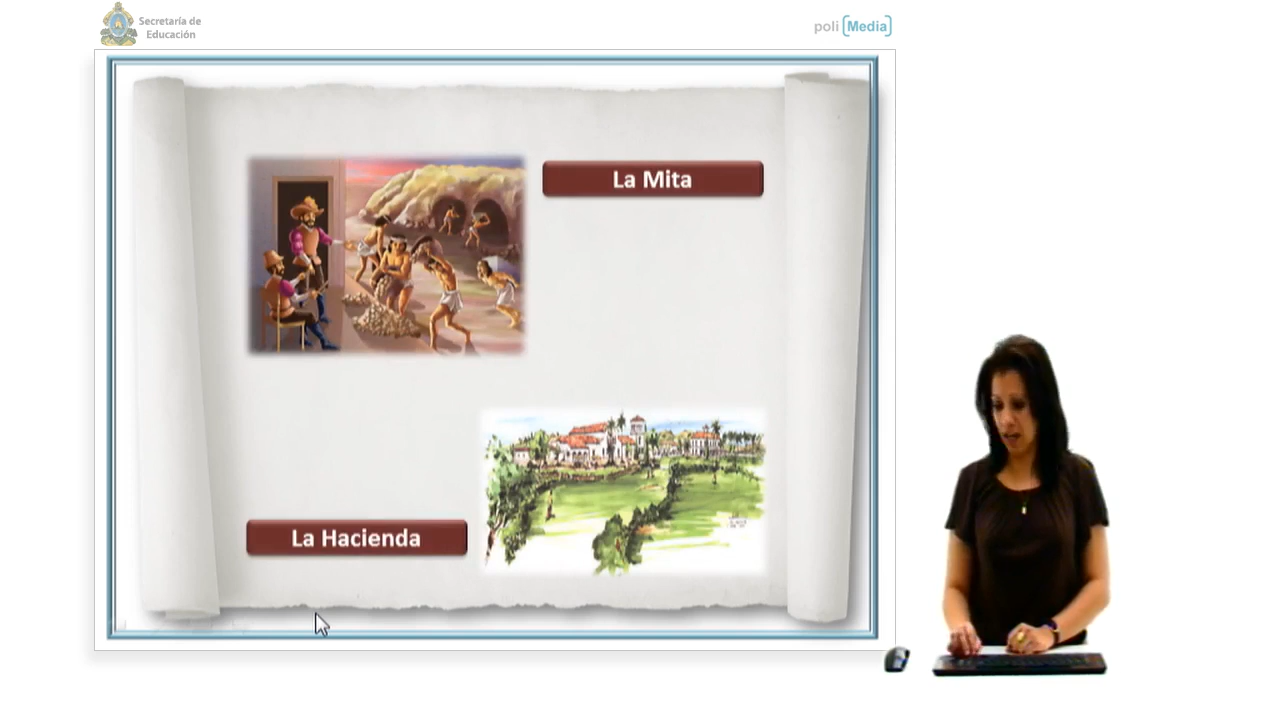 Secretaría de
Educación
poli [Media]
La Mita
La Hacienda